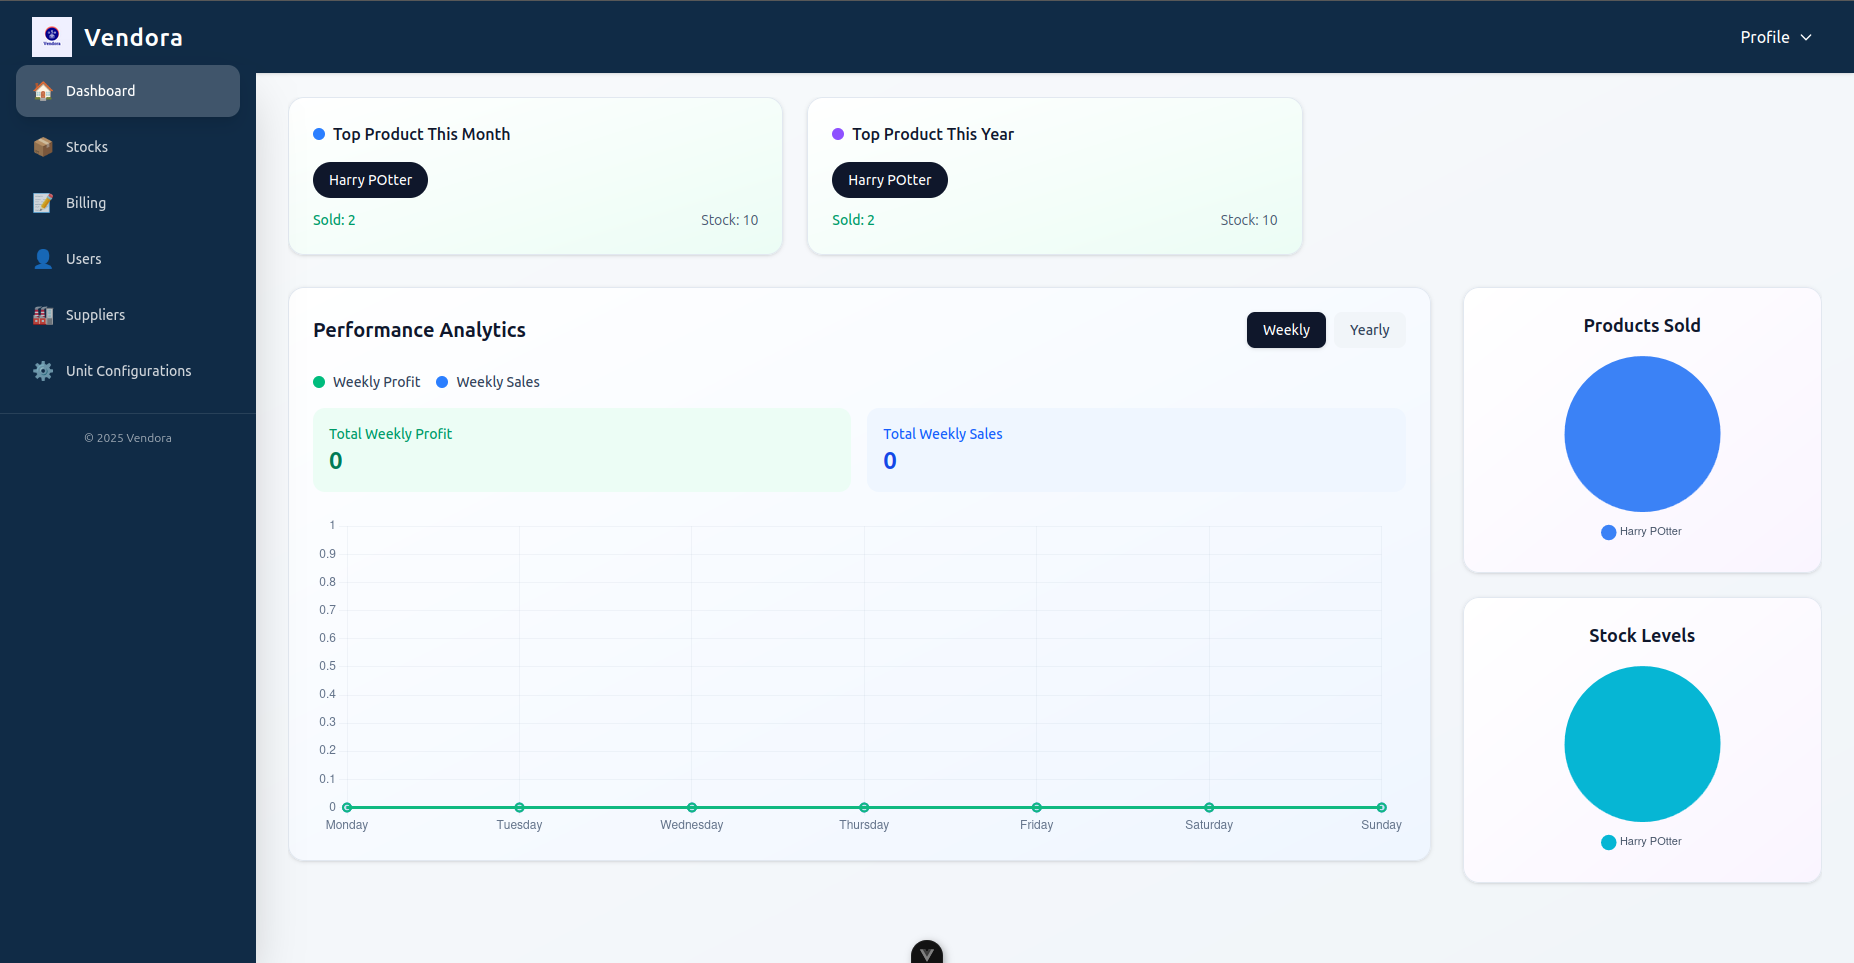 Vendora
Vendora
Profile
Dashboard
Stocks
Billing
Users
Suppliers
Unit Configurations
© 2025 Vendora
Top Product This Month
Harry POtter
Sold: 2
Stock: 10
Top Product This Year
Harry POtter
Sold: 2
Stock: 10
Performance Analytics
Weekly
Yearly
Weekly Profit
Weekly Sales
Total Weekly Profit
0
Total Weekly Sales
0
1
0.9
0.8
0.7
0.6
0.5
0.4
0.3
0.2
0.1
0
Monday
Tuesday
Wednesday
Thursday
Friday
Saturday
Sunday
Products Sold
Harry POtter
Stock Levels
Harry POtter